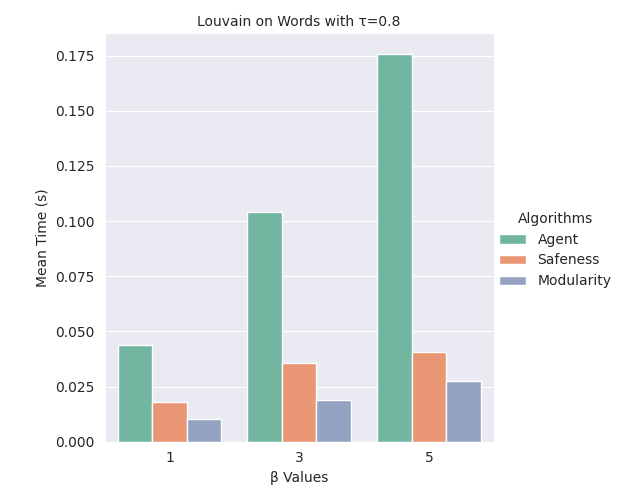 Louvain on Words with τ=0.8
0.175
0.150
0.125
0.100
0.075
0.050
0.025
0.000
Mean Time (s)
1 3 5
β Values
Algorithms
Agent
Safeness
Modularity